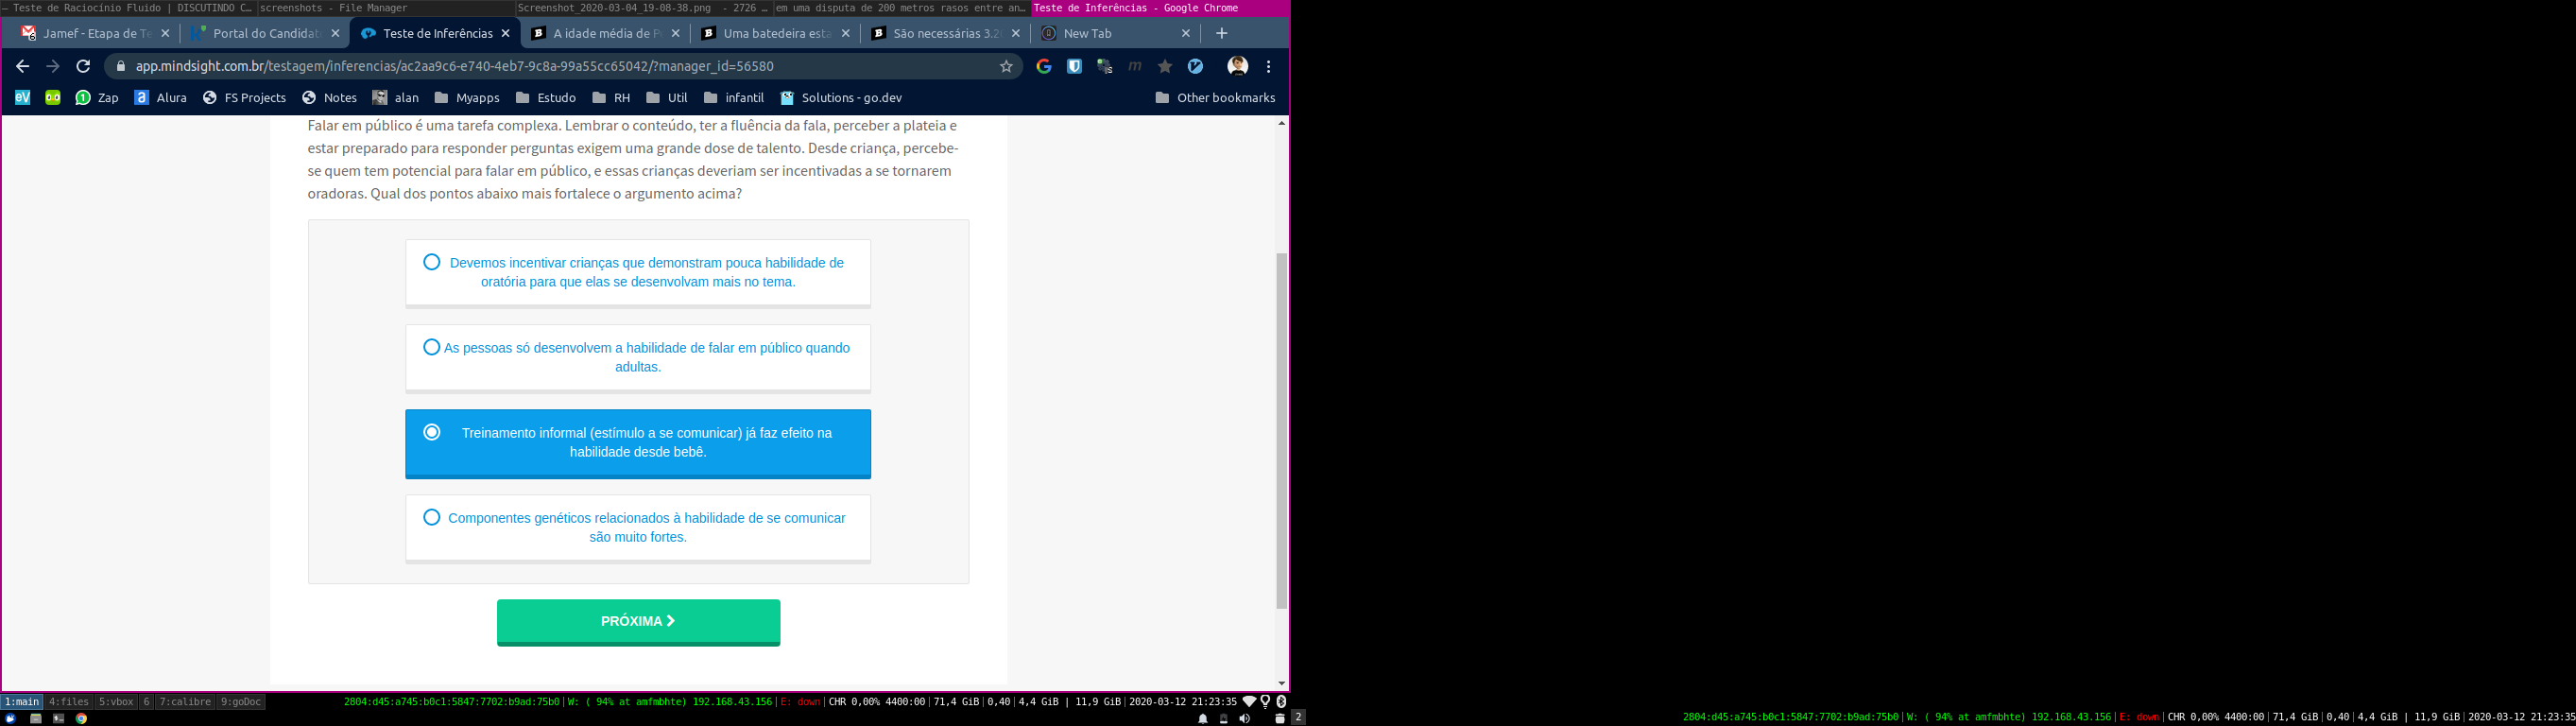 — Teste de Raciocínio Fluido | DISCUTINDO C…
screenshots - File Manager
Screenshot_2020-03-04_19-08-38.png  - 2726 …
em uma disputa de 200 metros rasos entre an…
Teste de Inferências - Google Chrome
Jamef - Etapa de Te
Portal do Candidat
Teste de Inferências
A idade média de P
Uma batedeira esta
São necessárias 3.2
New Tab
app.mindsight.com.br/testagem/inferencias/ac2aa9c6-e740-4eb7-9c8a-99a55cc65042/?manager_id=56580
Zap
Alura
FS Projects
Notes
alan
Myapps
Estudo
RH
Util
infantil
Solutions - go.dev
Other bookmarks
Falar em público é uma tarefa complexa. Lembrar o conteúdo, ter a fluência da fala, perceber a plateia e
estar preparado para responder perguntas exigem uma grande dose de talento. Desde criança, percebe-
se quem tem potencial para falar em público, e essas crianças deveriam ser incentivadas a se tornarem
oradoras. Qual dos pontos abaixo mais fortalece o argumento acima?
Devemos incentivar crianças que demonstram pouca habilidade de
oratória para que elas se desenvolvam mais no tema.
As pessoas só desenvolvem a habilidade de falar em público quando
adultas.
Treinamento informal (estímulo a se comunicar) já faz efeito na
habilidade desde bebê.
Componentes genéticos relacionados à habilidade de se comunicar
são muito fortes.
PRÓXIMA
1:main 4:files 5:vbox 6 7:calibre 9:goDoc
2804:d45:a745:b0c1:5847:7702:b9ad:75b0|W: ( 94% at amfmbhte) 192.168.43.156|E: down|CHR 0,00% 4400:00|71,4 GiB|0,40|4,4 GiB | 11,9 GiB|2020-03-12 21:23:35
2
2804:d45:a745:b0c1:5847:7702:b9ad:75b0|W: ( 94% at amfmbhte) 192.168.43.156|E: down|CHR 0,00% 4400:00|71,4 GiB|0,40|4,4 GiB | 11,9 GiB|2020-03-12 21:23:3